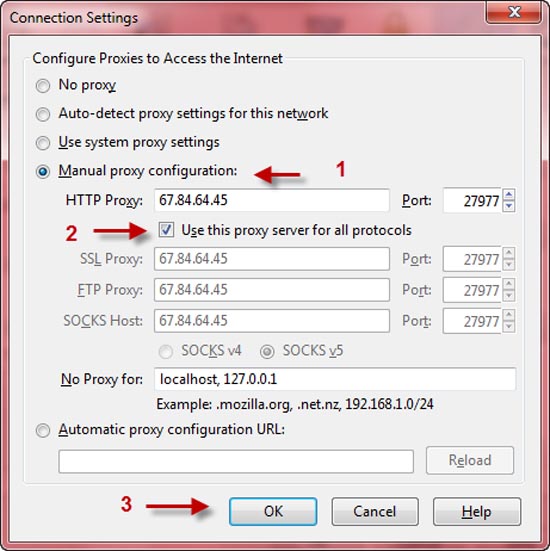 Connection Settings
Configure Proxies to Access the Internet
No proxy
Auto-detect proxy settings for this network
Use system proxy settings
Manual proxy configuration: 1
HTTP Proxy: 67.84.64.45 Port: 27977
2 Use this proxy server for all protocols
SSL Proxy: 67.84.64.45 Port: 27977
FTP Proxy: 67.84.64.45 Port: 27977
SOCKS Host: 67.84.64.45 Port: 27977
SOCKS v4 SOCKS v5
No Proxy for: localhost, 127.0.0.1
Example: .mozilla.org, .net.nz, 192.168.1.0/24
Automatic proxy configuration URL:
Reload
3 OK Cancel Help